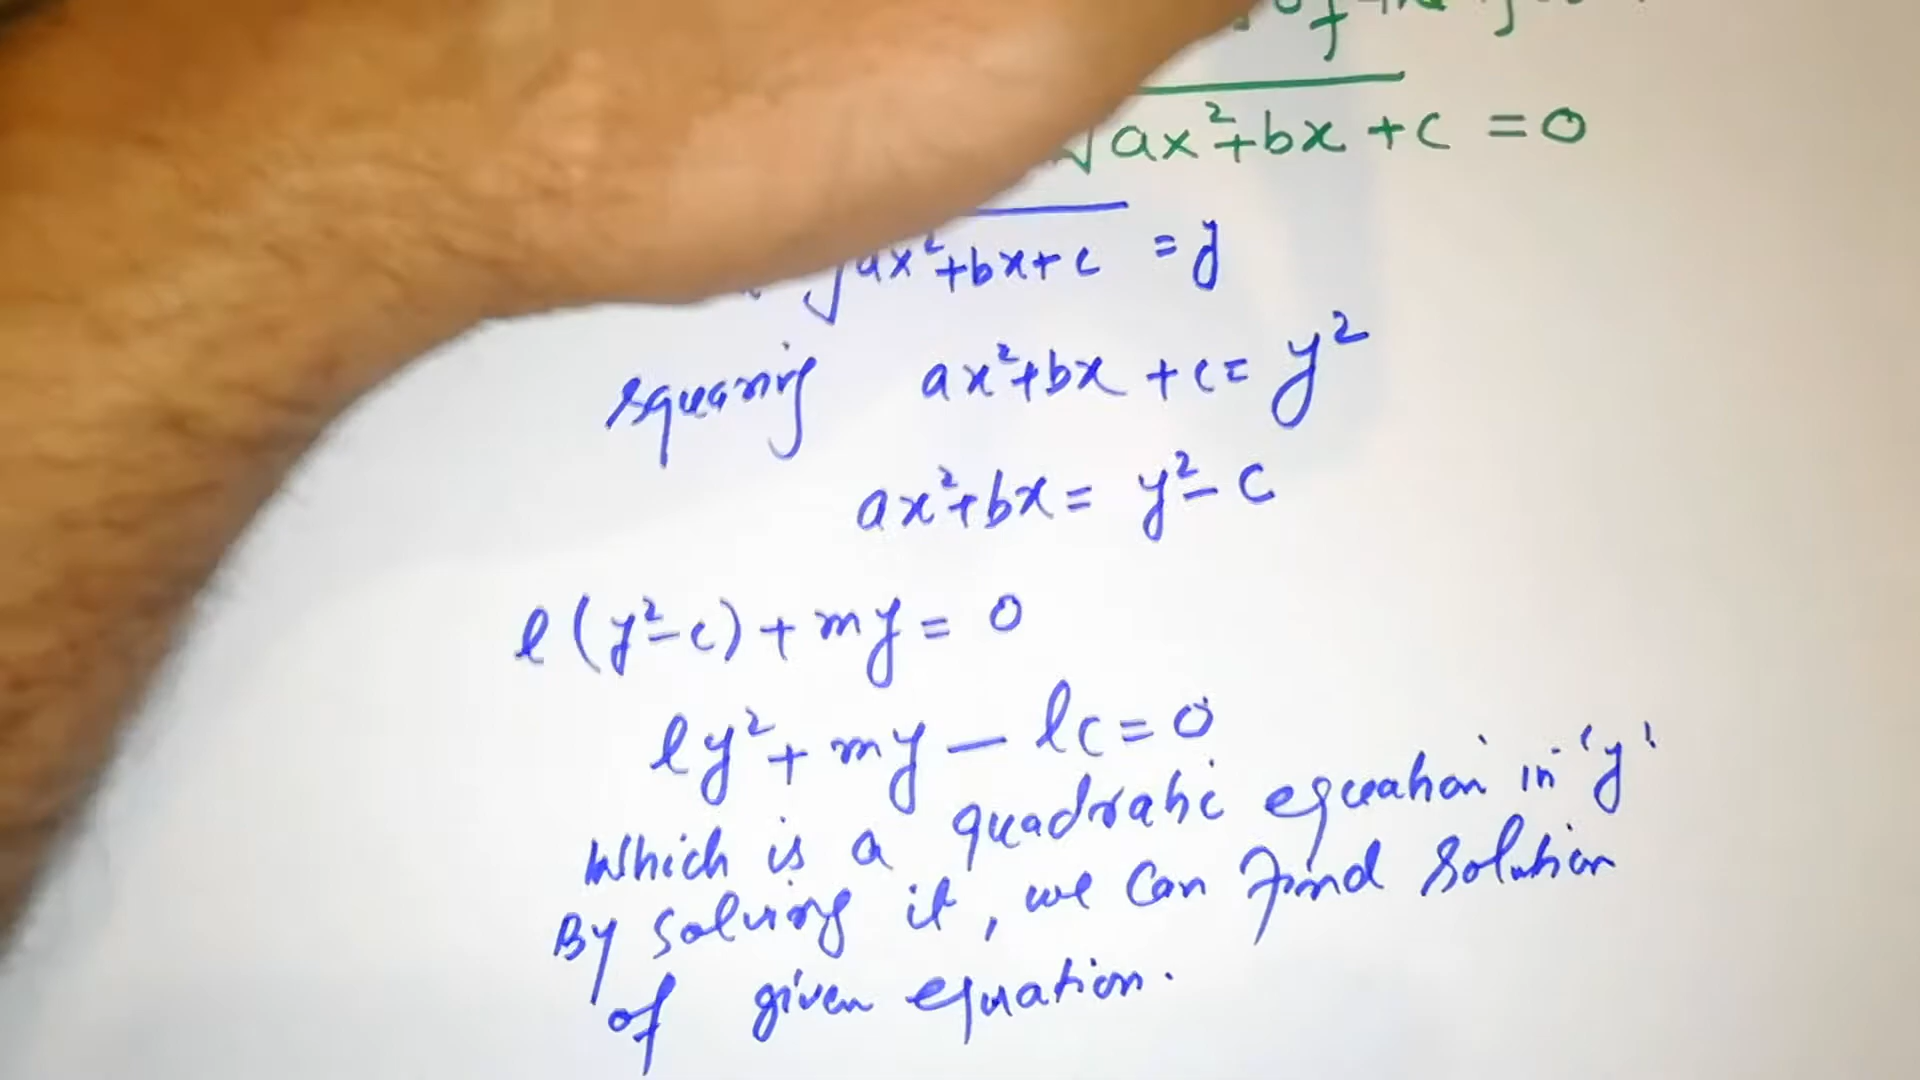 √ax²+bx+c = 0
√ax²+bx+c = y
squaring ax²+bx+c = y²
ax²+bx = y²-c
l(y²-c)+my = 0
ly²+my-lc=0
Which is a quadratic equation in 'y'
By solving it, we can find solution
of given equation.